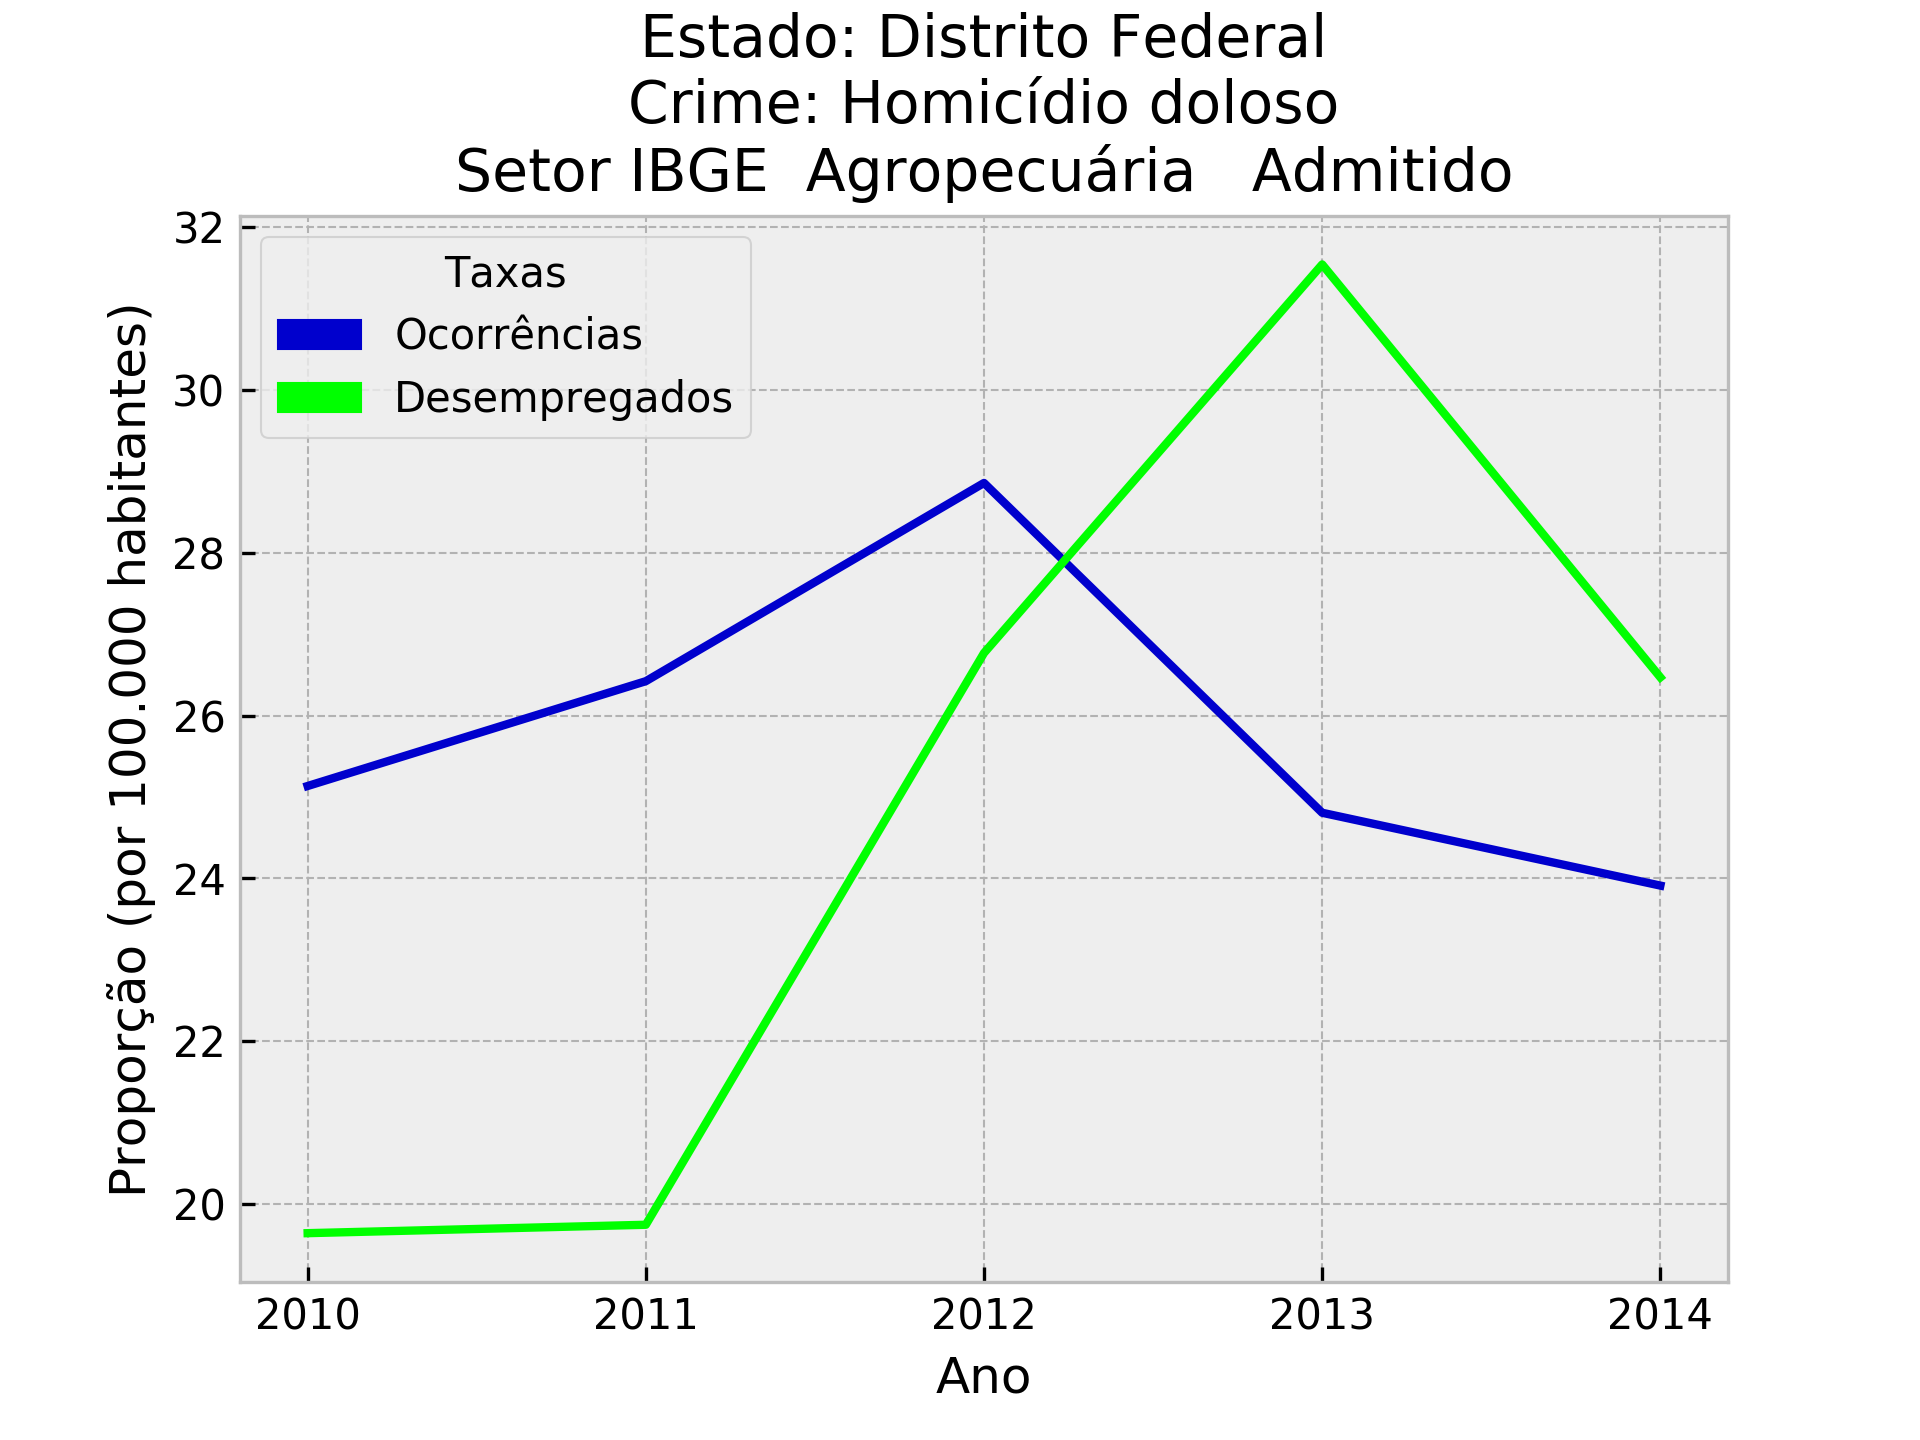 Estado: Distrito Federal
Crime: Homicídio doloso
Setor IBGE  Agropecuária   Admitido
Proporção (por 100.000 habitantes)
32
30
28
26
24
22
20
Taxas
Ocorrências
Desempregados
2010 2011 2012 2013 2014
Ano